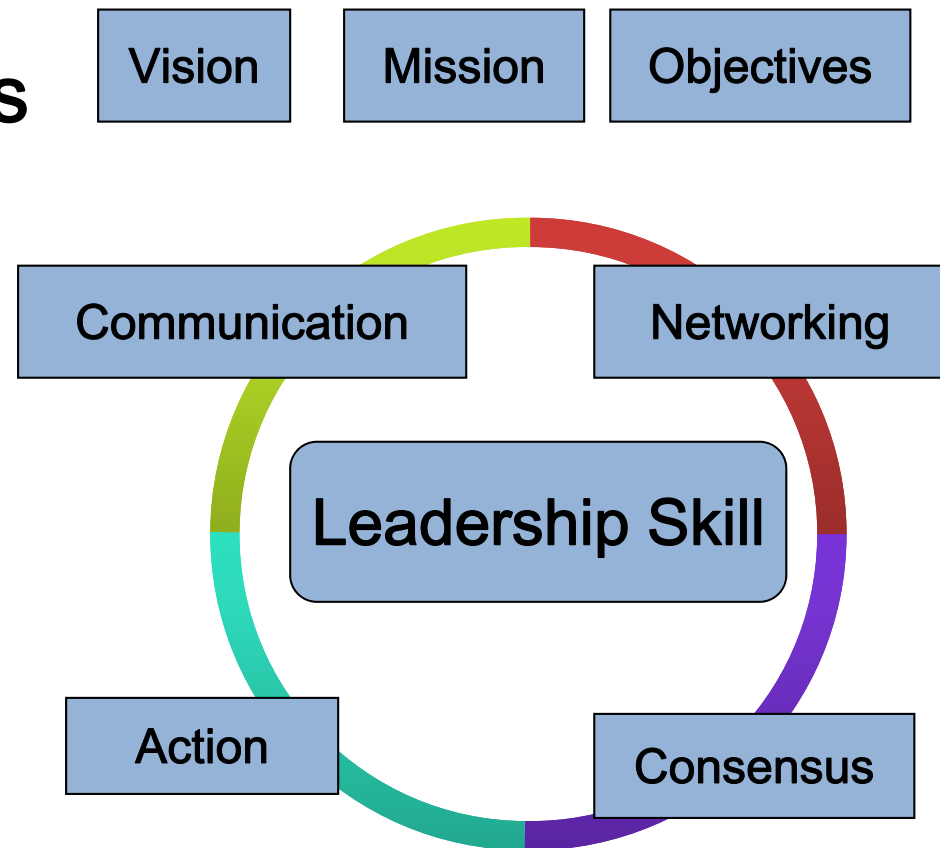 Vision
Mission
Objectives
s
Communication
Networking
Leadership Skill
Action
Consensus